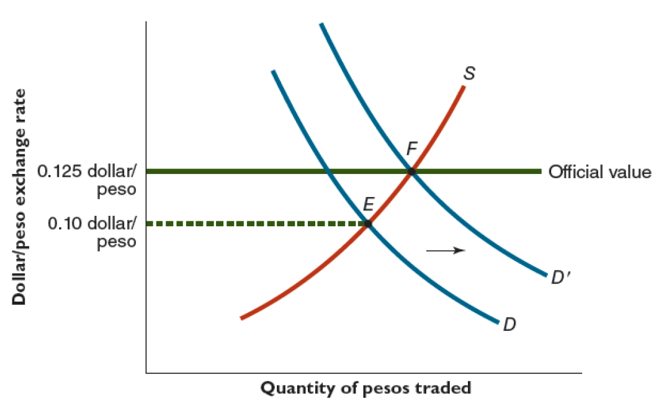 S
F
0.125 dollar/
peso
Official value
E
0.10 dollar/
peso
D'
D
Dollar/peso exchange rate
Quantity of pesos traded